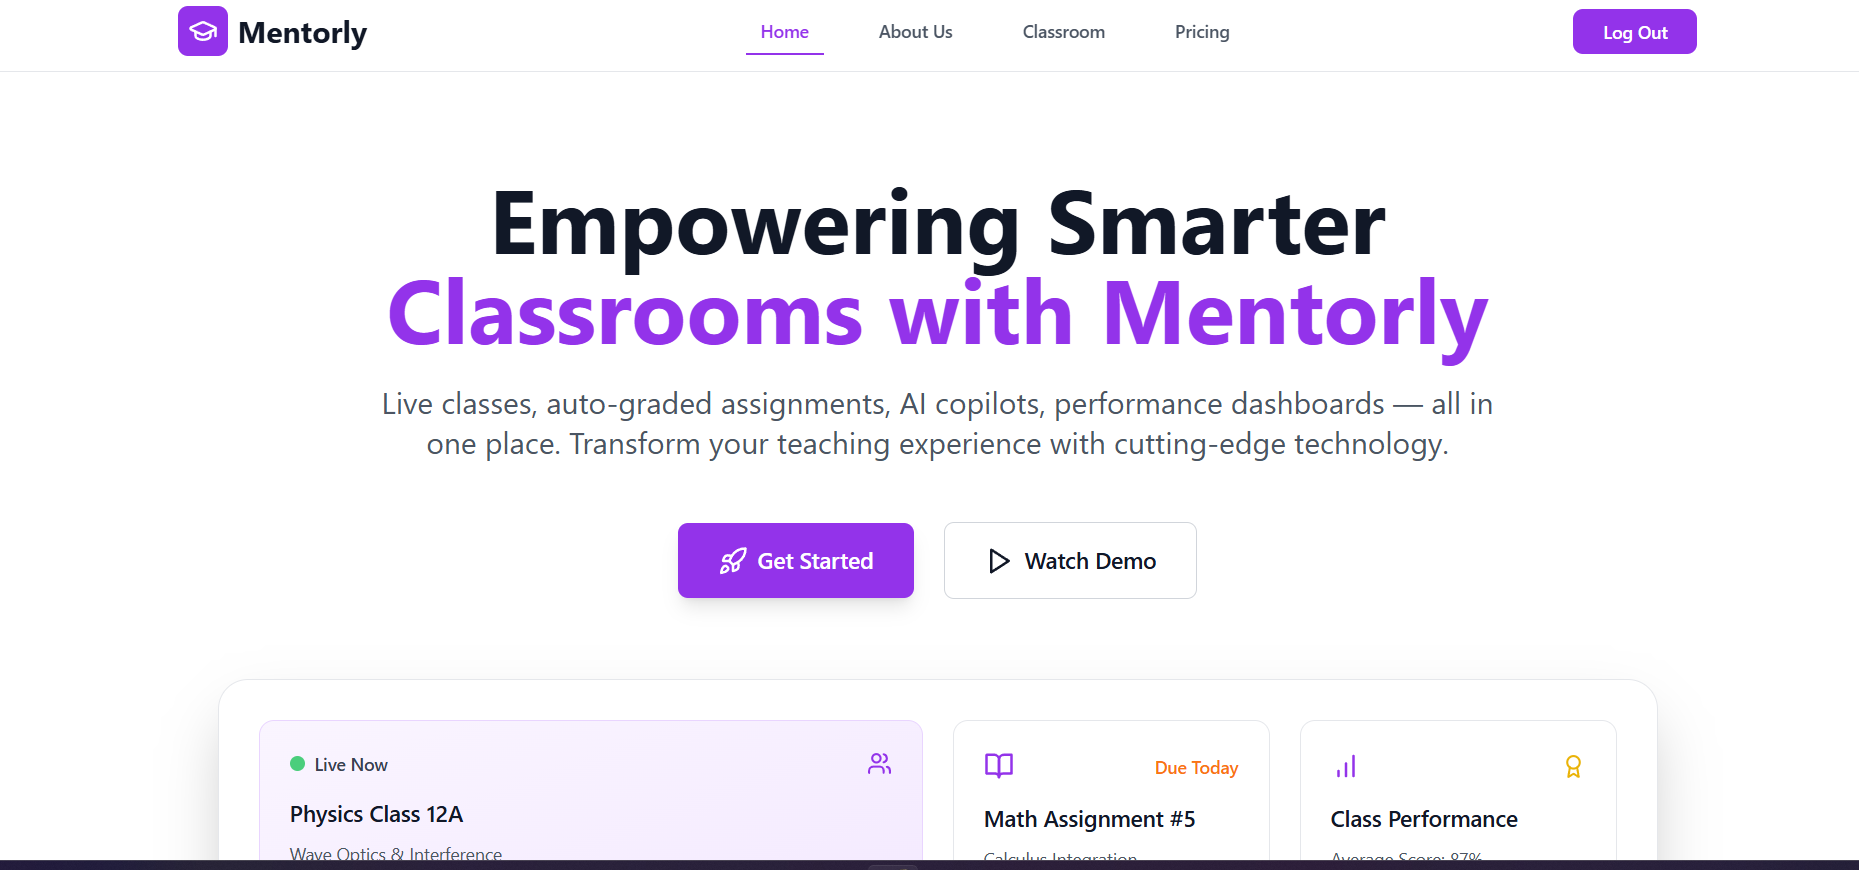 Mentorly
Home
About Us
Classroom
Pricing
Log Out
Empowering Smarter
Classrooms with Mentorly
Live classes, auto-graded assignments, AI copilots, performance dashboards — all in
one place. Transform your teaching experience with cutting-edge technology.
Get Started
Watch Demo
Live Now
Physics Class 12A
Wave Optics & Interference
Due Today
Math Assignment #5
Calculus Integration
Class Performance
Average Score: 87%